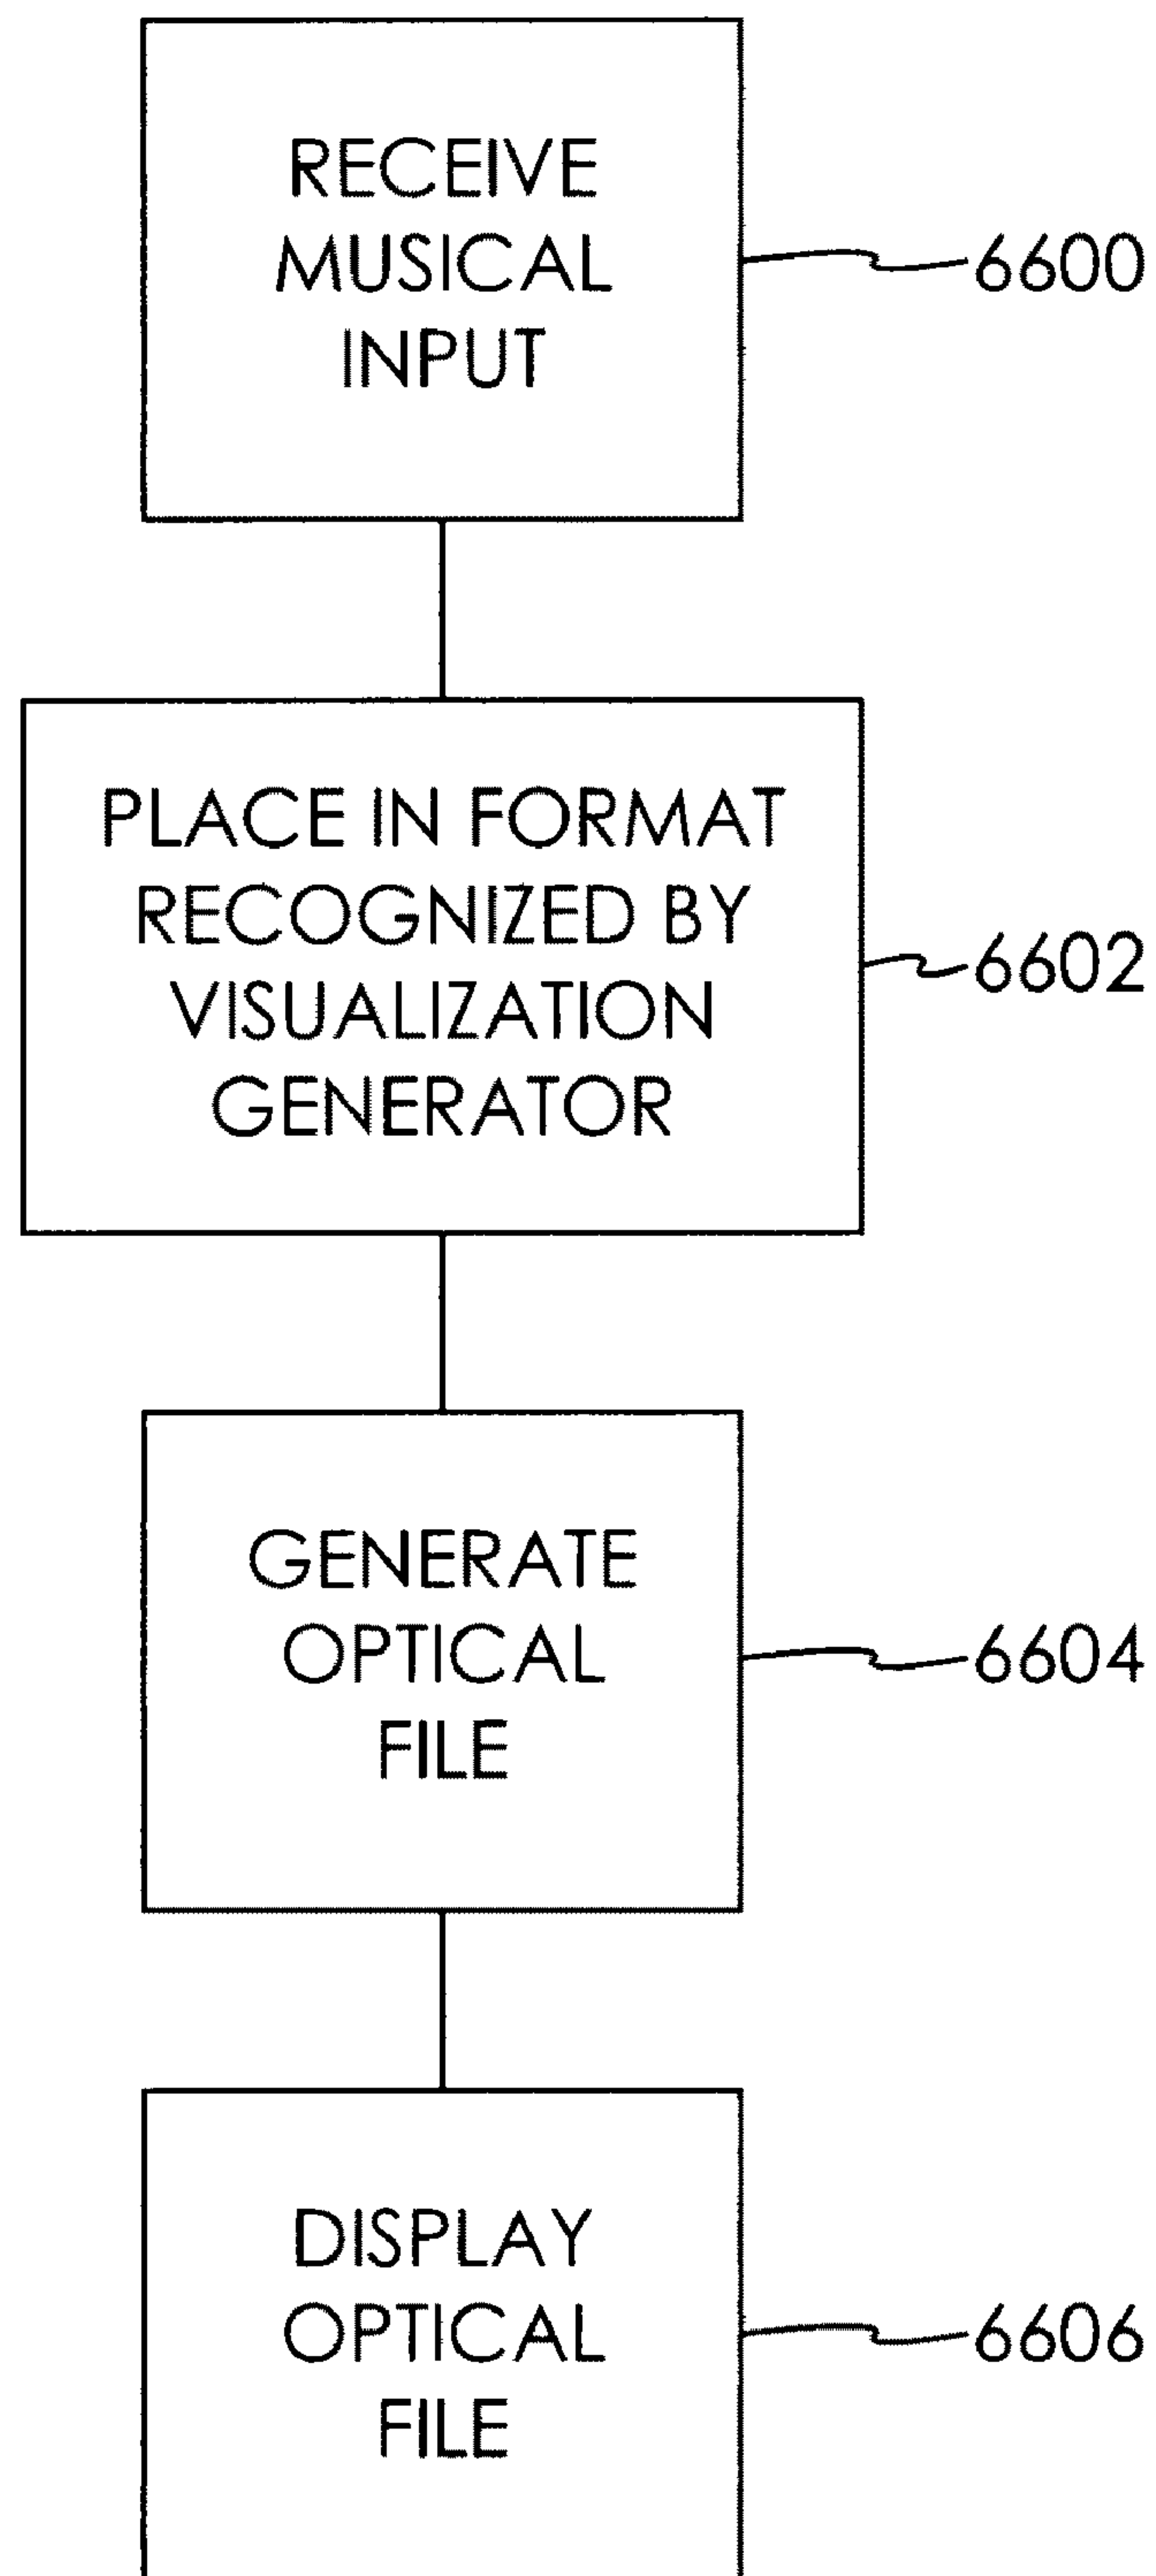 RECEIVE
MUSICAL
INPUT
6600
PLACE IN FORMAT
RECOGNIZED BY
VISUALIZATION
GENERATOR
6602
GENERATE
OPTICAL
FILE
6604
DISPLAY
OPTICAL
FILE
6606